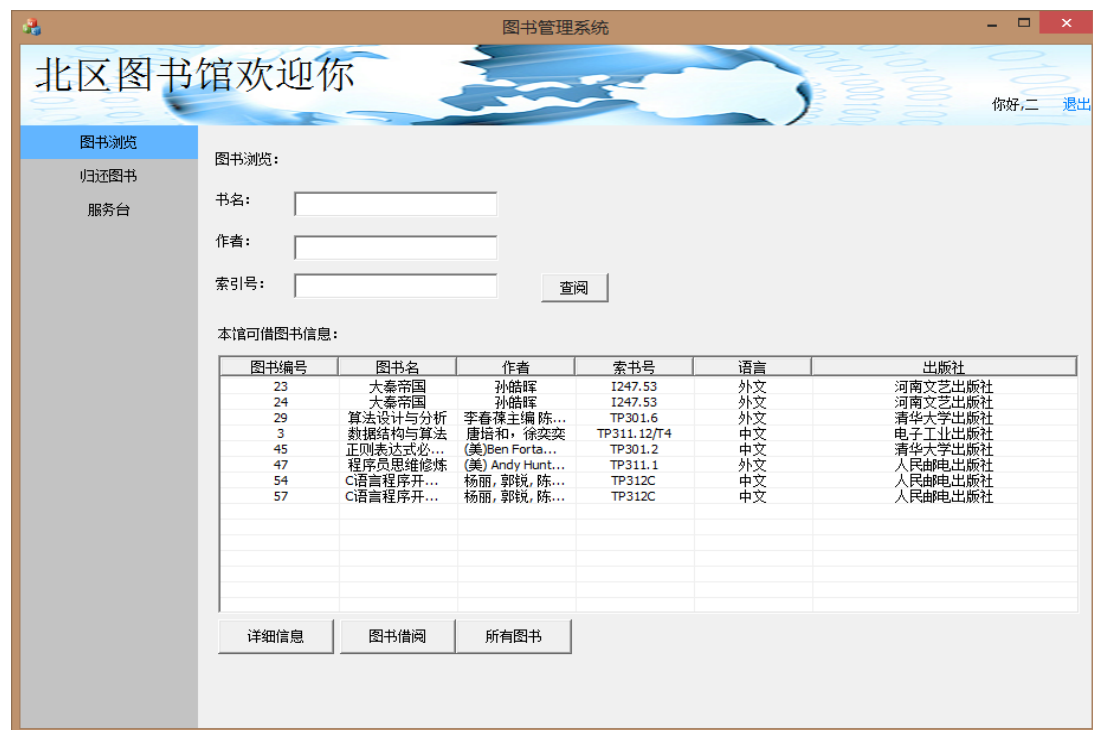 图书管理系统
北区图书馆欢迎你
你好,二 退出
图书浏览
归还图书
服务台
图书浏览：
书名：
作者：
索引号：
查阅
本馆可借图书信息：
图书编号 图书名 作者 索书号 语言 出版社
23 大秦帝国 孙皓晖 I247.53 外文 河南文艺出版社
24 大秦帝国 孙皓晖 I247.53 外文 河南文艺出版社
29 算法设计与分析 李春葆主编 陈... TP301.6 外文 清华大学出版社
3 数据结构与算法 唐培和，徐奕奕 TP311.12/T4 中文 电子工业出版社
45 正则表达式必... (美)Ben Forta... TP301.2 中文 清华大学出版社
47 程序员思维修炼 (美) Andy Hunt... TP311.1 外文 人民邮电出版社
54 C语言程序开... 杨丽, 郭锐, 陈... TP312C 中文 人民邮电出版社
57 C语言程序开... 杨丽, 郭锐, 陈... TP312C 中文 人民邮电出版社
详细信息 图书借阅 所有图书